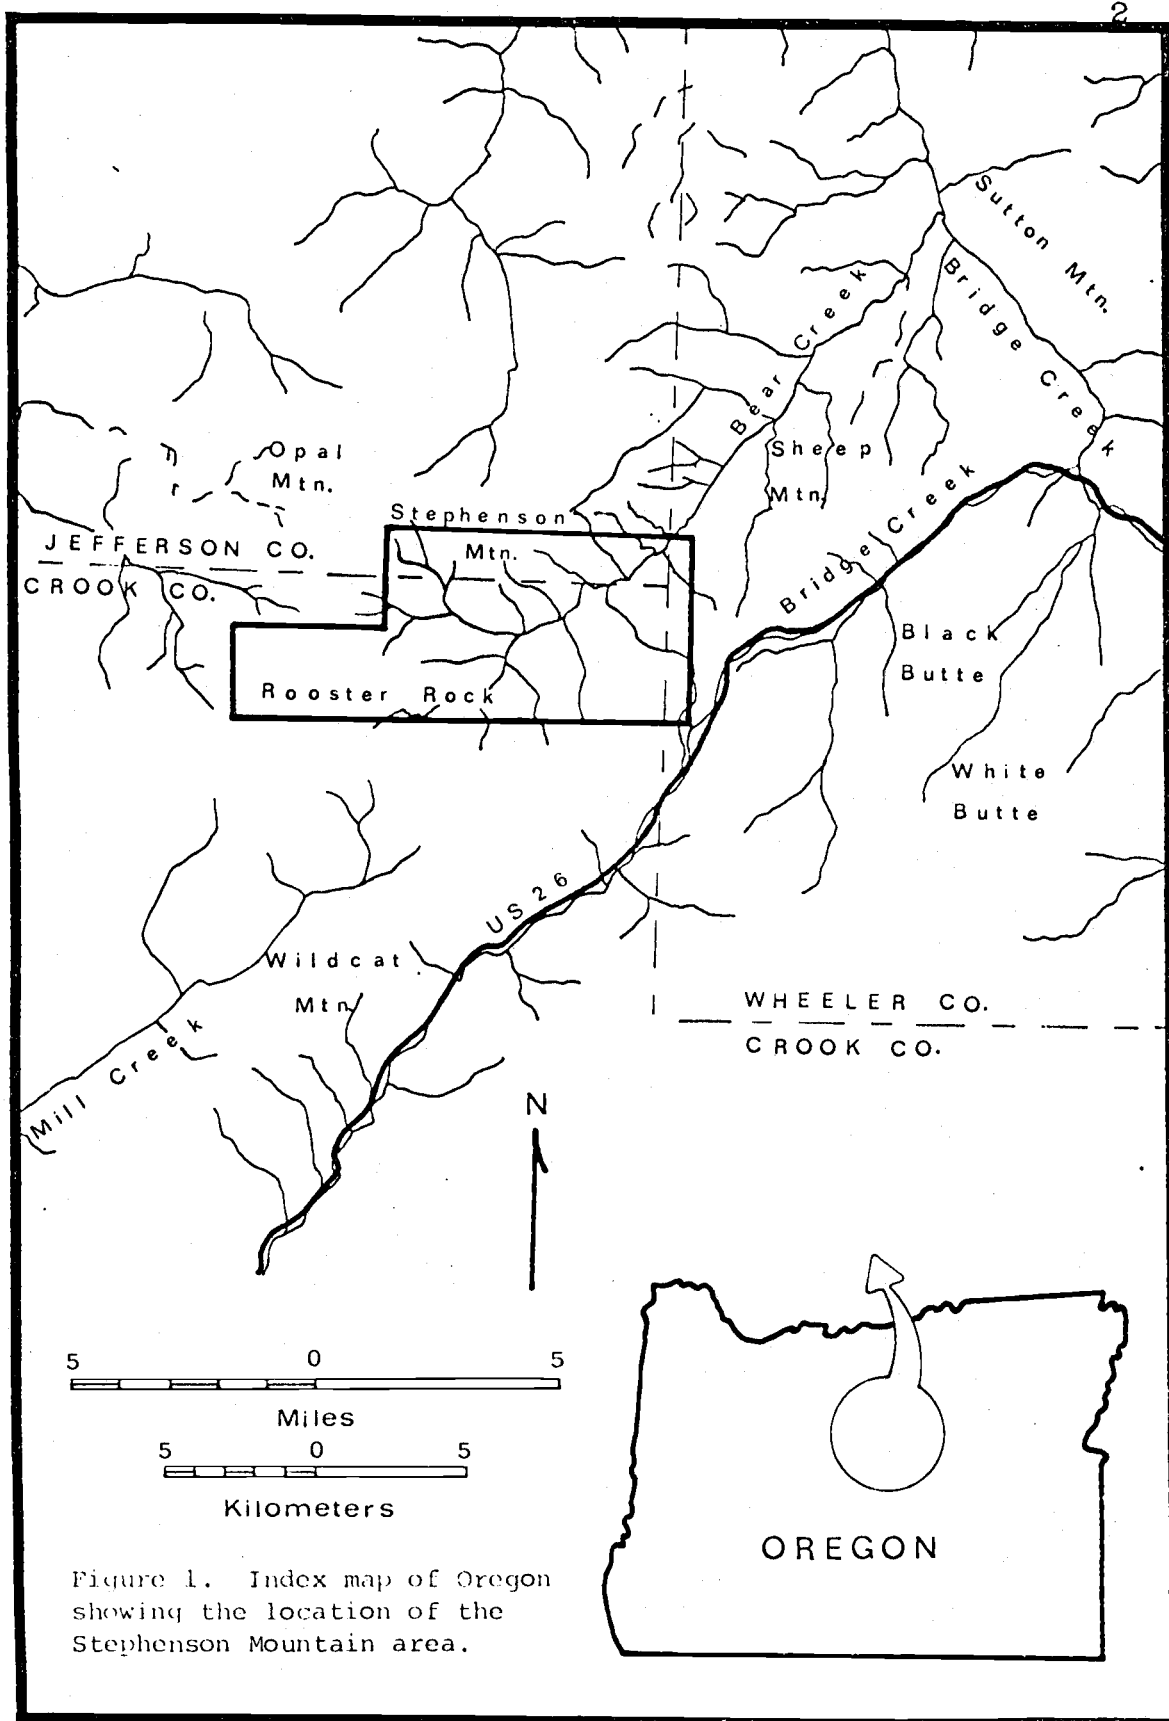 2
Sutton Mtn.
Bridge Creek
Bear Creek
Sheep
Mtn.
Opal
Mtn.
Stephenson
Mtn.
JEFFERSON CO.
CROOK CO.
Bridge Creek
Black
Butte
Rooster Rock
White
Butte
US 26
Wildcat
Mtn.
WHEELER CO.
CROOK CO.
Mill Creek
N
5 0 5
Miles
5 0 5
Kilometers
OREGON
Figure 1. Index map of Oregon
showing the location of the
Stephenson Mountain area.